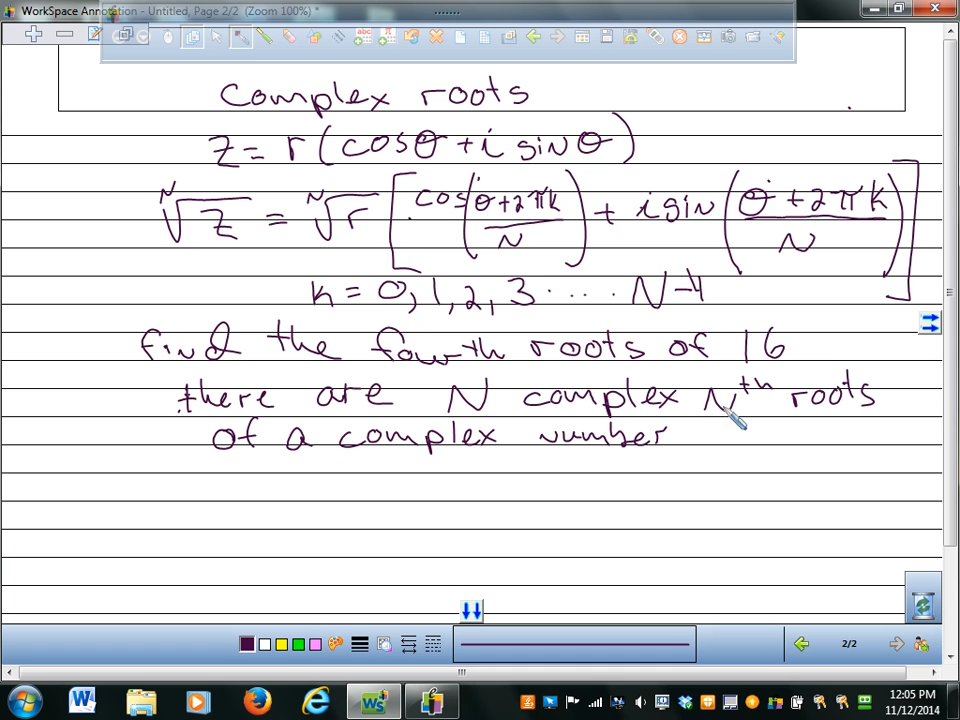 WorkSpace Annotation - Untitled, Page 2/2 (Zoom 100%) *
Complex roots
z = r(cosθ + i sinθ)
ᴺ√z = ᴺ√r [cos((θ+2πk)/N) + i sin((θ+2πk)/N)]
k = 0, 1, 2, 3 ..... N-1
find the fourth roots of 16
there are N complex Nth roots
of a complex number
2/2
12:05 PM
11/12/2014